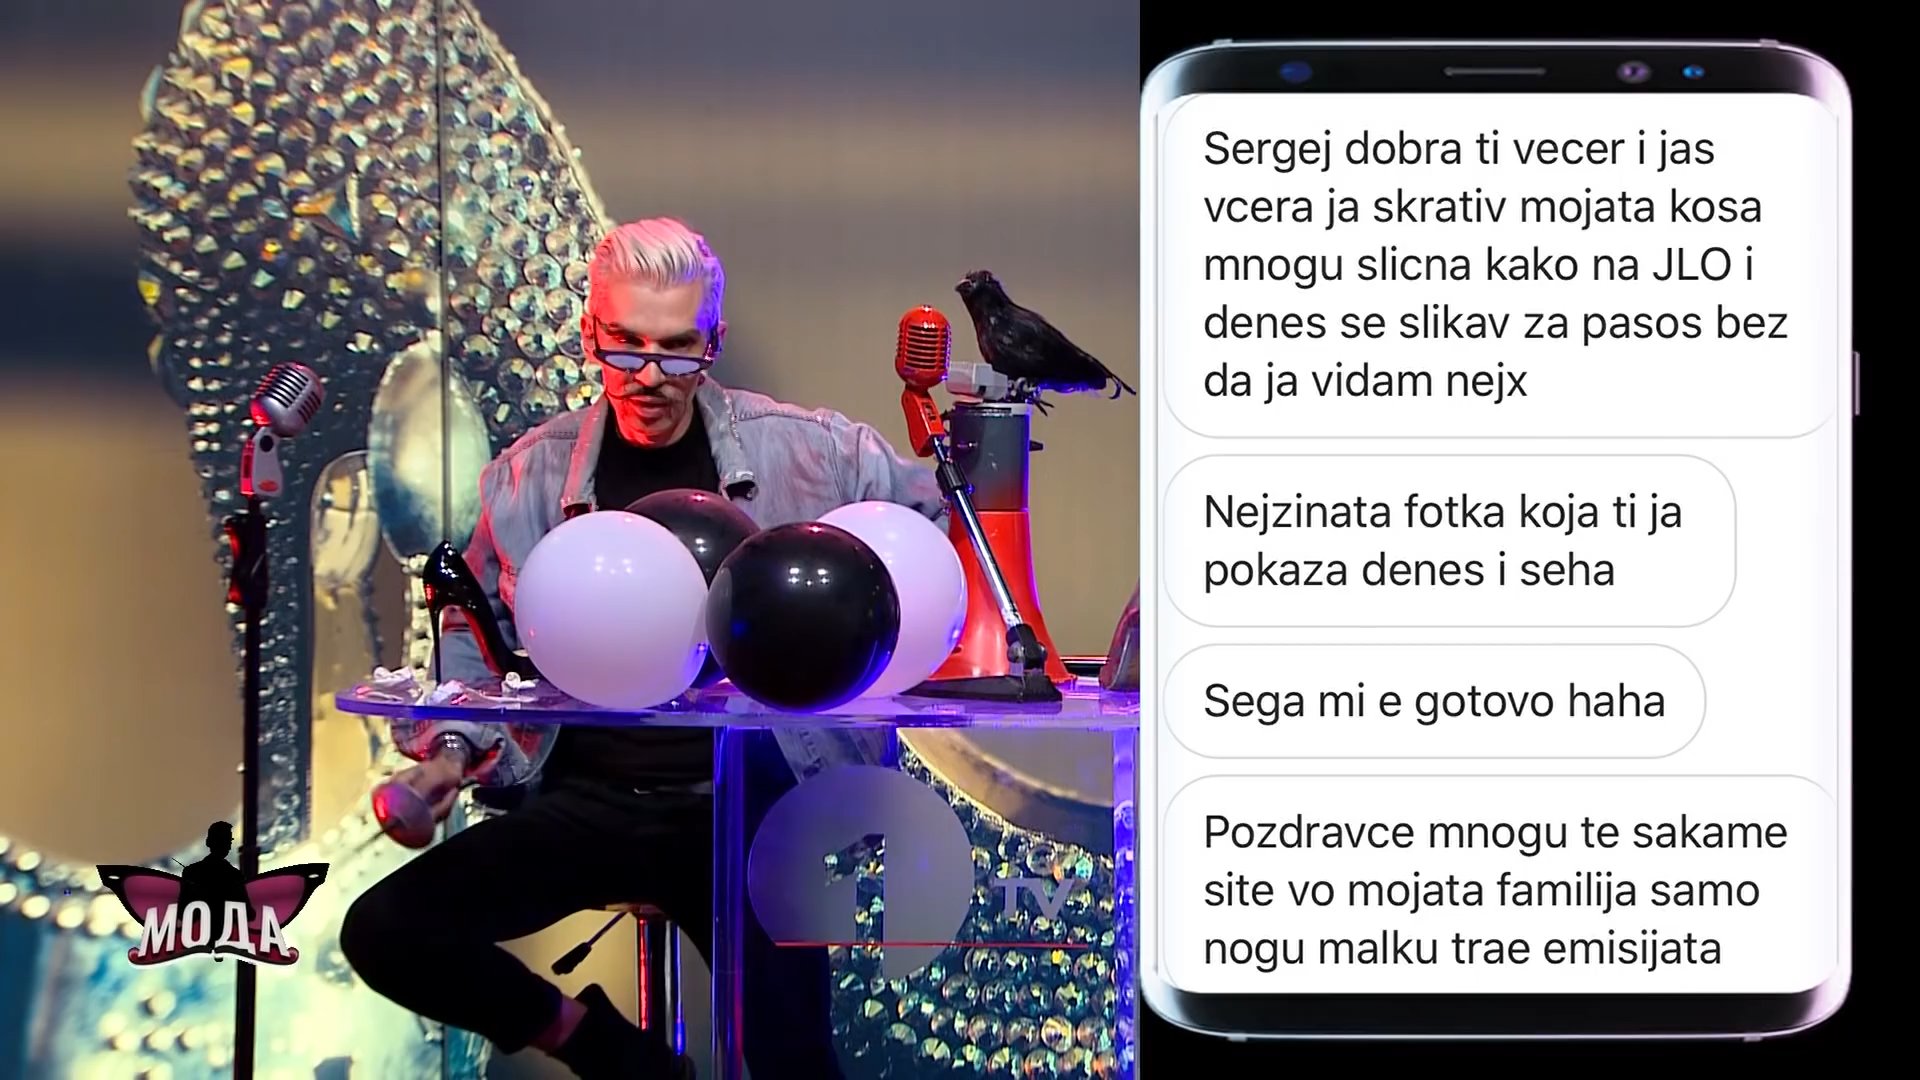 Sergej dobra ti vecer i jas
vcera ja skrativ mojata kosa
mnogu slicna kako na JLO i
denes se slikav za pasos bez
da ja vidam nejx
Nejzinata fotka koja ti ja
pokaza denes i seha
Sega mi e gotovo haha
Pozdravce mnogu te sakame
site vo mojata familija samo
nogu malku trae emisijata
МОДА
1
TV